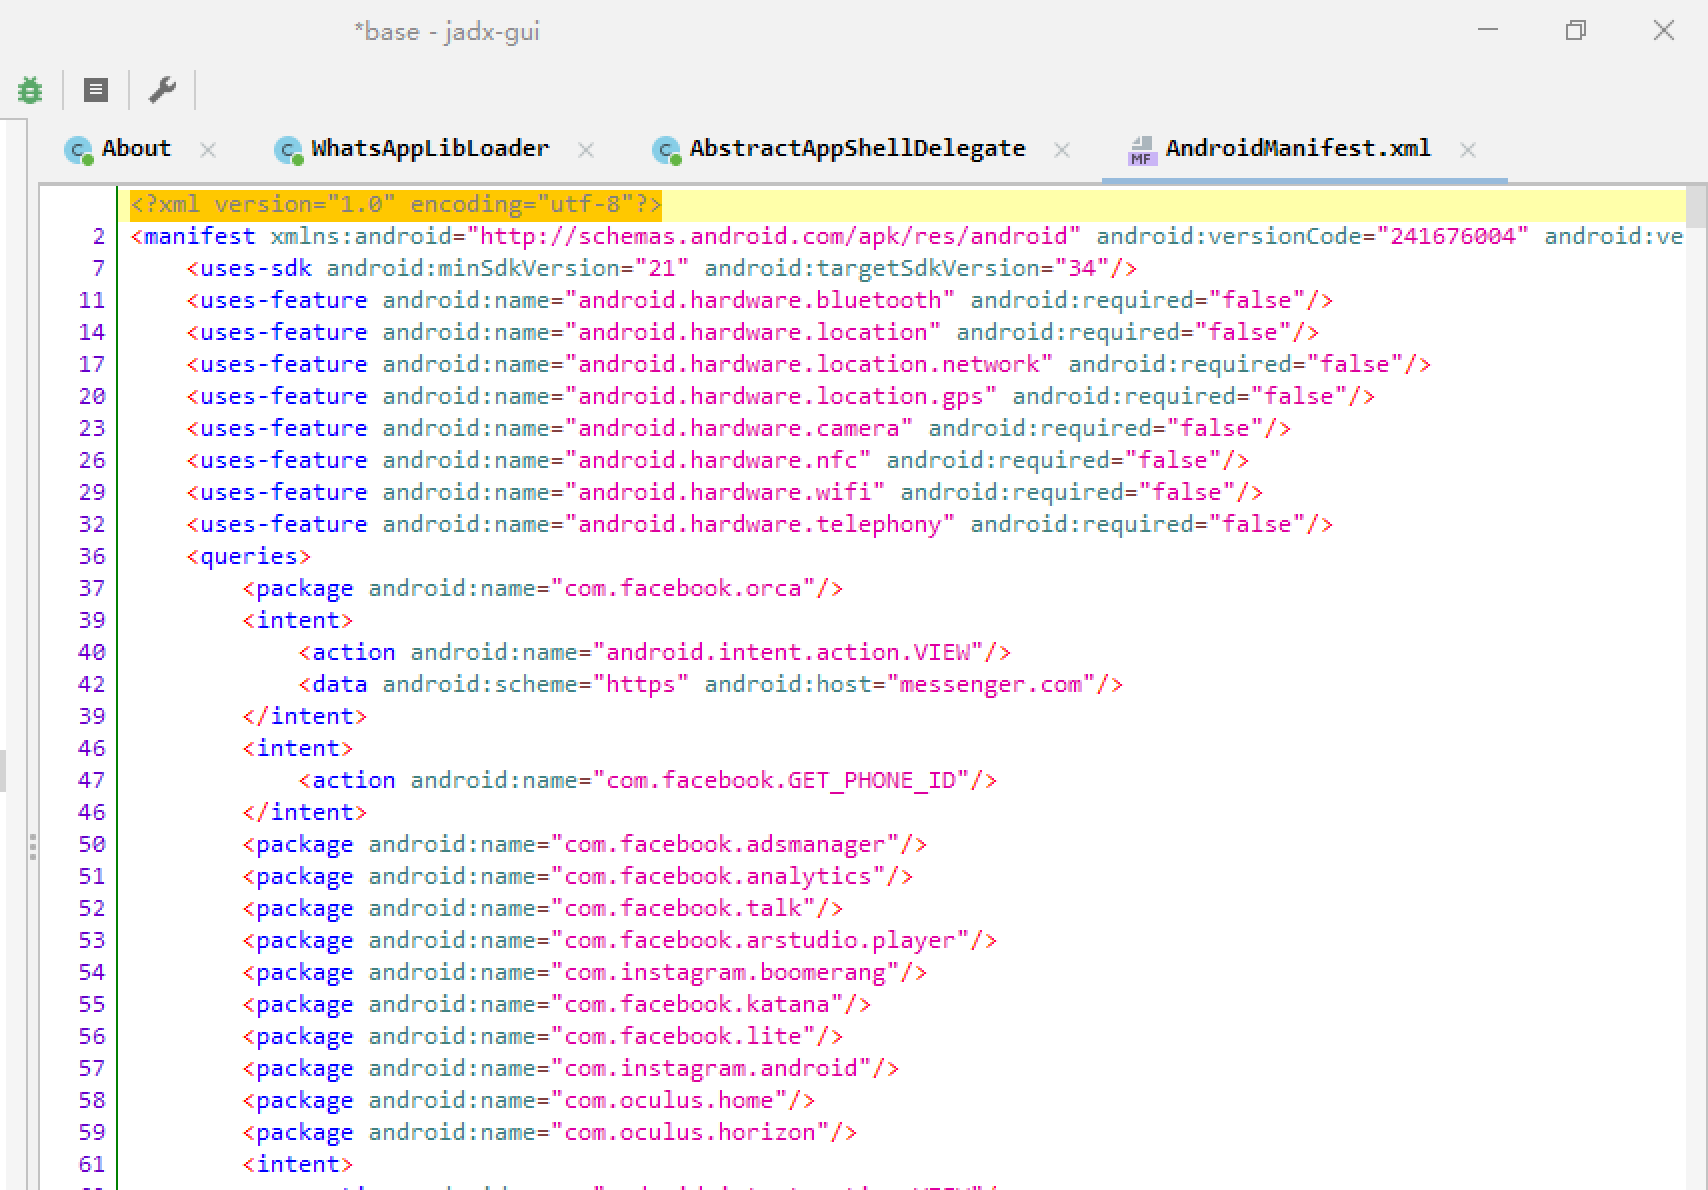 *base - jadx-gui
About
WhatsAppLibLoader
AbstractAppShellDelegate
MF AndroidManifest.xml
<?xml version="1.0" encoding="utf-8"?>
2 <manifest xmlns:android="http://schemas.android.com/apk/res/android" android:versionCode="241676004" android:ve
7 <uses-sdk android:minSdkVersion="21" android:targetSdkVersion="34"/>
11 <uses-feature android:name="android.hardware.bluetooth" android:required="false"/>
14 <uses-feature android:name="android.hardware.location" android:required="false"/>
17 <uses-feature android:name="android.hardware.location.network" android:required="false"/>
20 <uses-feature android:name="android.hardware.location.gps" android:required="false"/>
23 <uses-feature android:name="android.hardware.camera" android:required="false"/>
26 <uses-feature android:name="android.hardware.nfc" android:required="false"/>
29 <uses-feature android:name="android.hardware.wifi" android:required="false"/>
32 <uses-feature android:name="android.hardware.telephony" android:required="false"/>
36 <queries>
37 <package android:name="com.facebook.orca"/>
39 <intent>
40 <action android:name="android.intent.action.VIEW"/>
42 <data android:scheme="https" android:host="messenger.com"/>
39 </intent>
46 <intent>
47 <action android:name="com.facebook.GET_PHONE_ID"/>
46 </intent>
50 <package android:name="com.facebook.adsmanager"/>
51 <package android:name="com.facebook.analytics"/>
52 <package android:name="com.facebook.talk"/>
53 <package android:name="com.facebook.arstudio.player"/>
54 <package android:name="com.instagram.boomerang"/>
55 <package android:name="com.facebook.katana"/>
56 <package android:name="com.facebook.lite"/>
57 <package android:name="com.instagram.android"/>
58 <package android:name="com.oculus.home"/>
59 <package android:name="com.oculus.horizon"/>
61 <intent>